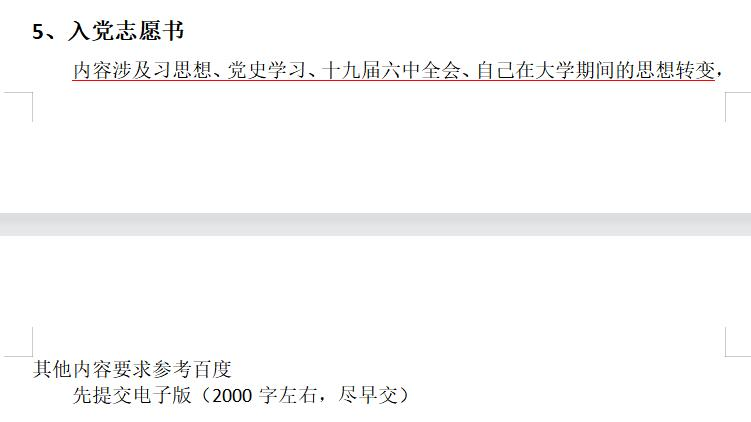 5、入党志愿书
内容涉及习思想、党史学习、十九届六中全会、自己在大学期间的思想转变，
其他内容要求参考百度
先提交电子版（2000 字左右，尽早交）